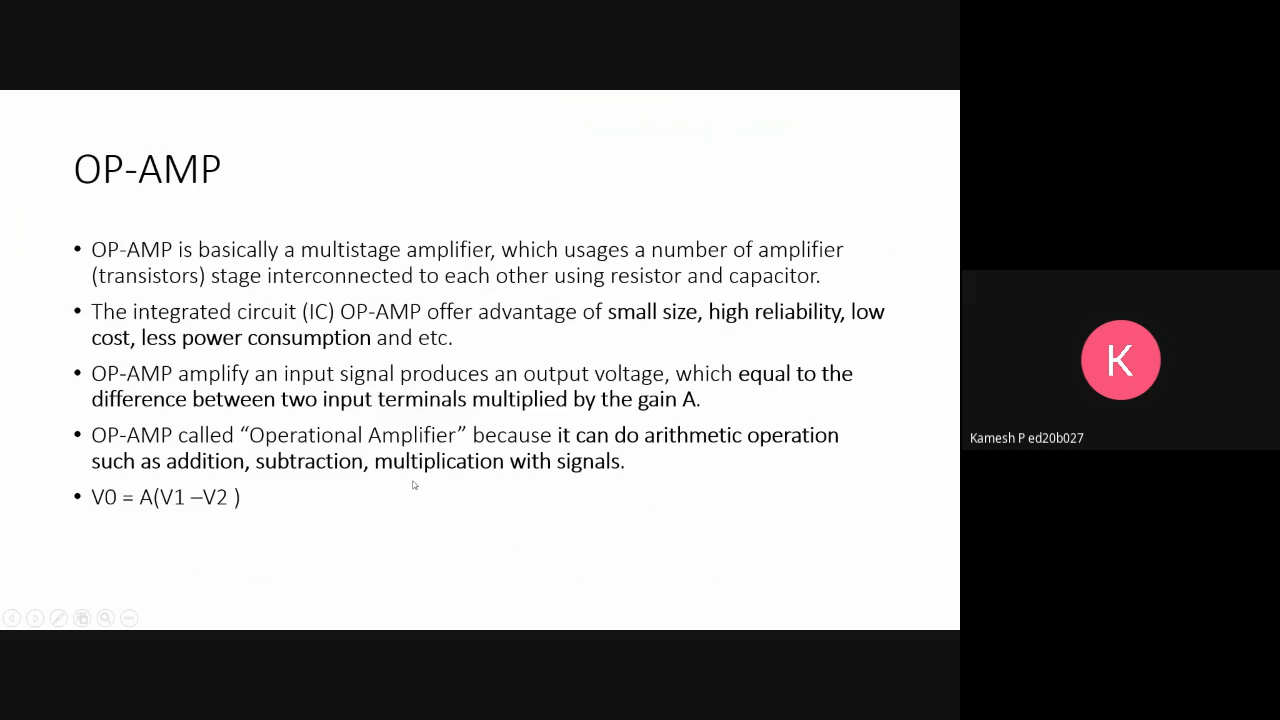 OP-AMP
• OP-AMP is basically a multistage amplifier, which usages a number of amplifier
(transistors) stage interconnected to each other using resistor and capacitor.
• The integrated circuit (IC) OP-AMP offer advantage of small size, high reliability, low
cost, less power consumption and etc.
• OP-AMP amplify an input signal produces an output voltage, which equal to the
difference between two input terminals multiplied by the gain A.
• OP-AMP called “Operational Amplifier” because it can do arithmetic operation
such as addition, subtraction, multiplication with signals.
• V0 = A(V1 –V2 )
K
Kamesh P ed20b027